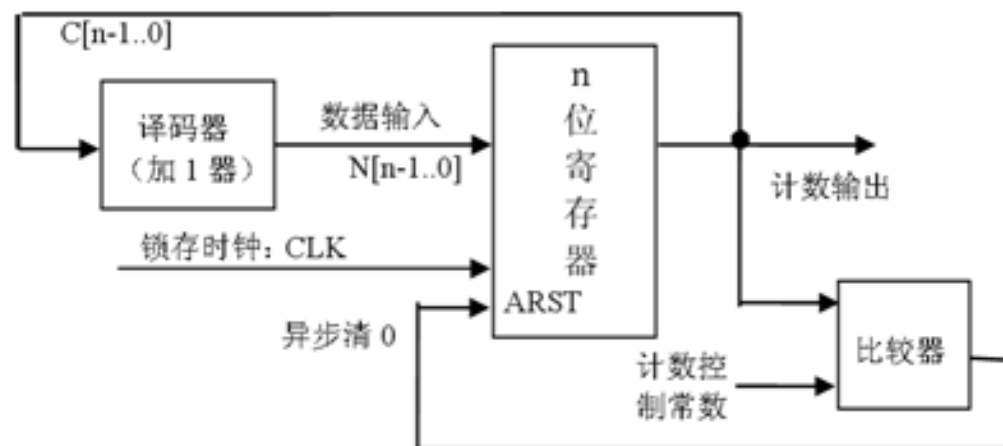 C[n-1..0]
译码器
（加 1 器）
数据输入
N[n-1..0]
n
位
寄
存
器
计数输出
锁存时钟: CLK
ARST
异步清 0
比较器
计数控
制常数